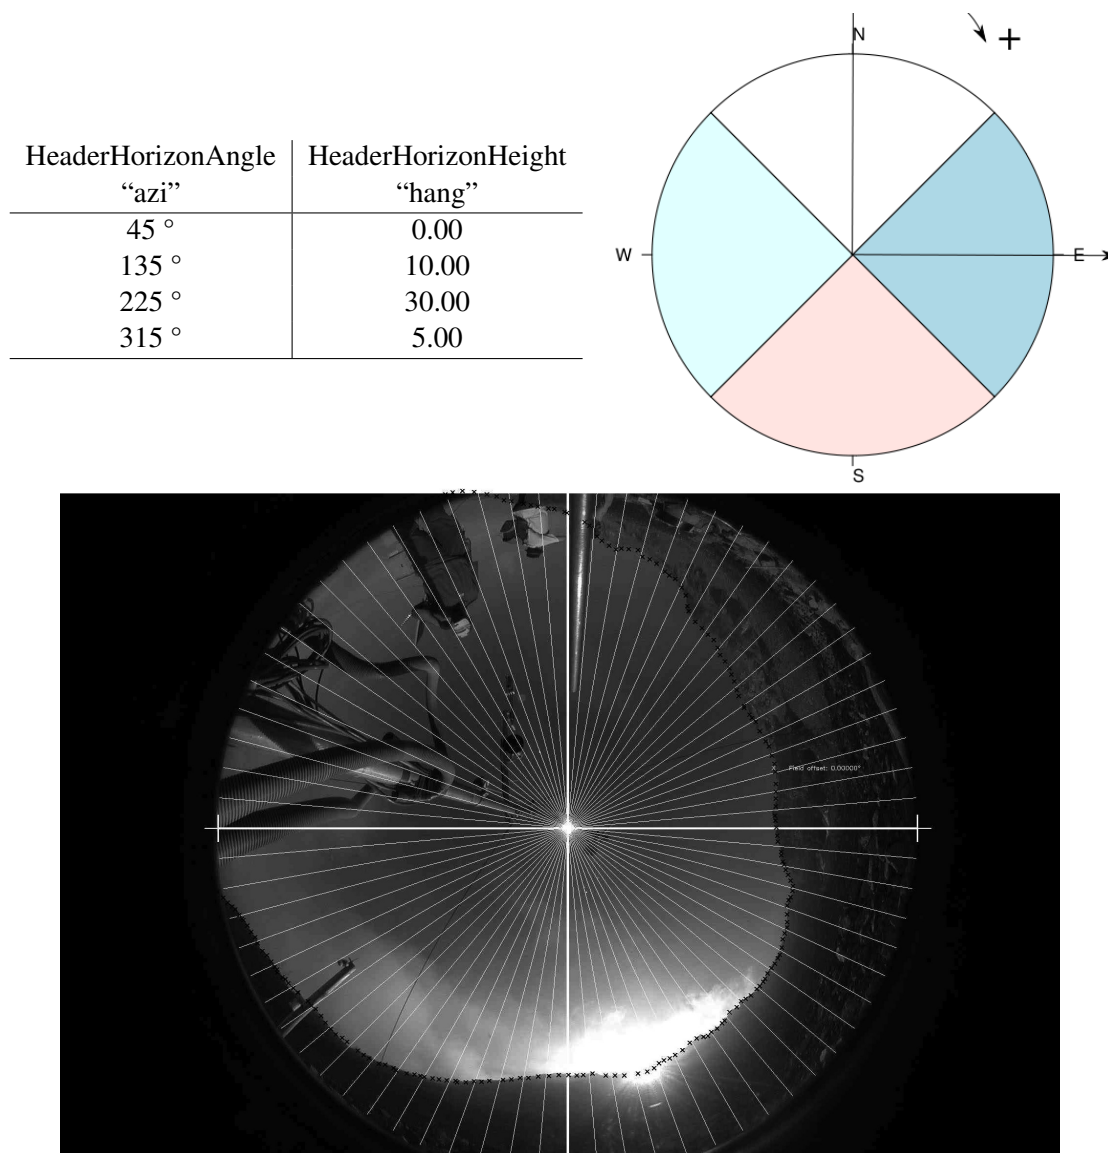 HeaderHorizonAngle HeaderHorizonHeight
“azi” “hang”
45 ° 0.00
135 ° 10.00
225 ° 30.00
315 ° 5.00
N
+
W
E
S
Field offset: 0.00000°